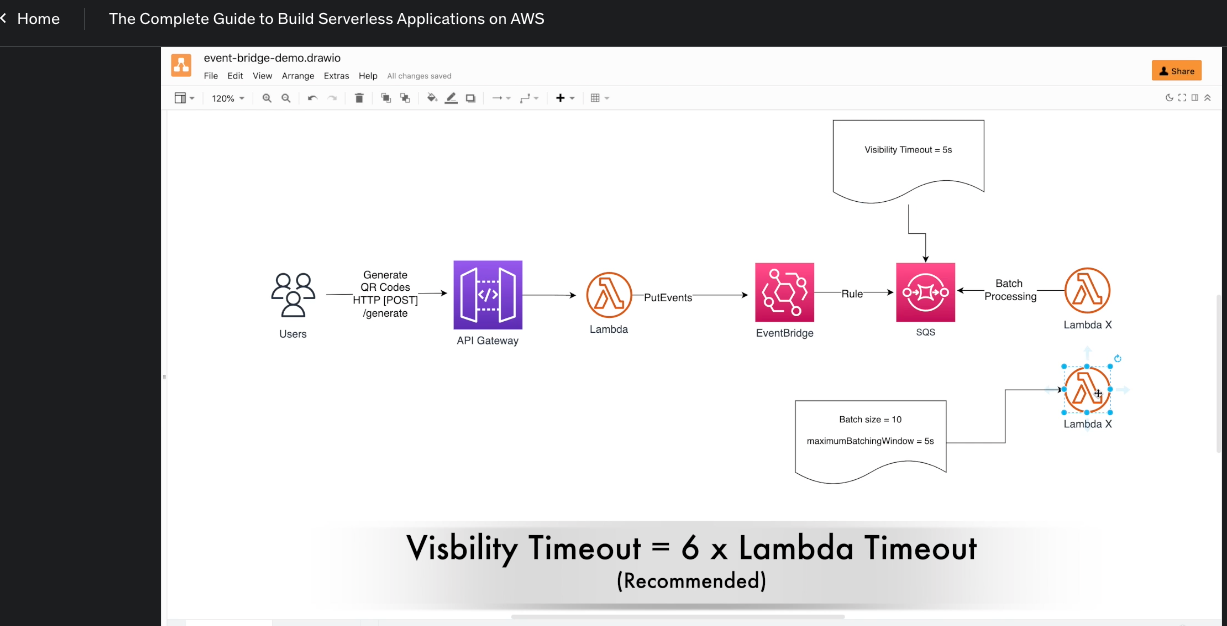 Home
The Complete Guide to Build Serverless Applications on AWS
event-bridge-demo.drawio
File Edit View Arrange Extras Help All changes saved
Share
120%
Visibility Timeout = 5s
Generate
QR Codes
HTTP [POST]
/generate
Users
API Gateway
Lambda
PutEvents
EventBridge
Rule
SQS
Batch
Processing
Lambda X
Lambda X
Batch size = 10
maximumBatchingWindow = 5s
Visbility Timeout = 6 x Lambda Timeout
(Recommended)